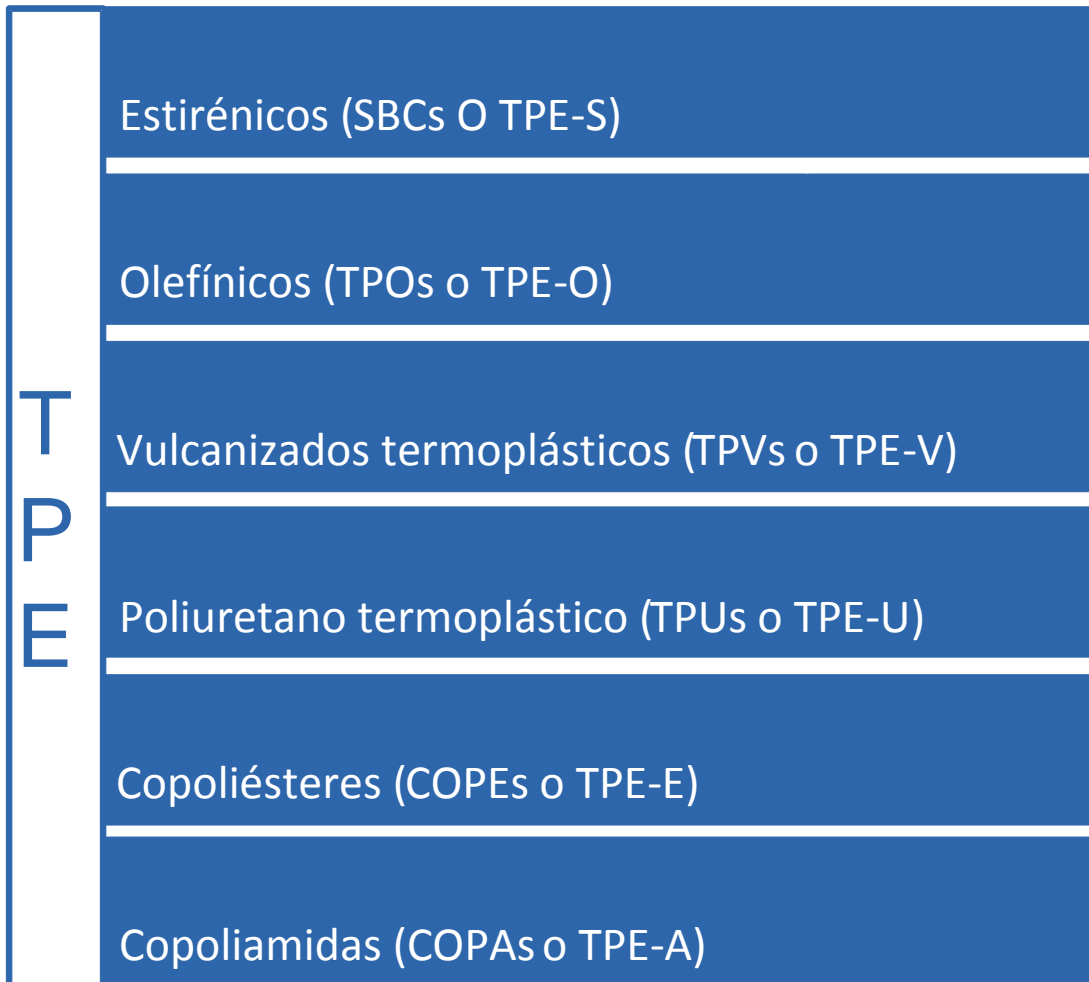 T
P
E
Estirénicos (SBCs O TPE-S)
Olefínicos (TPOs o TPE-O)
Vulcanizados termoplásticos (TPVs o TPE-V)
Poliuretano termoplástico (TPUs o TPE-U)
Copoliésteres (COPEs o TPE-E)
Copoliamidas (COPAs o TPE-A)